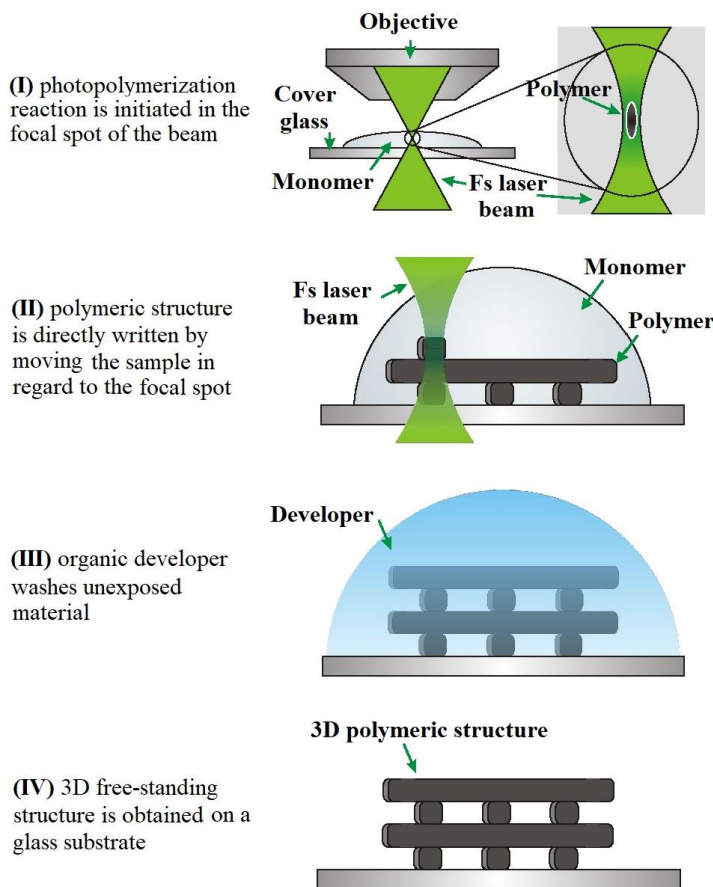 Objective
(I) photopolymerization
reaction is initiated in the
focal spot of the beam
Cover
glass
Monomer
Polymer
Fs laser
beam
(II) polymeric structure
is directly written by
moving the sample in
regard to the focal spot
Fs laser
beam
Monomer
Polymer
(III) organic developer
washes unexposed
material
Developer
(IV) 3D free-standing
structure is obtained on a
glass substrate
3D polymeric structure